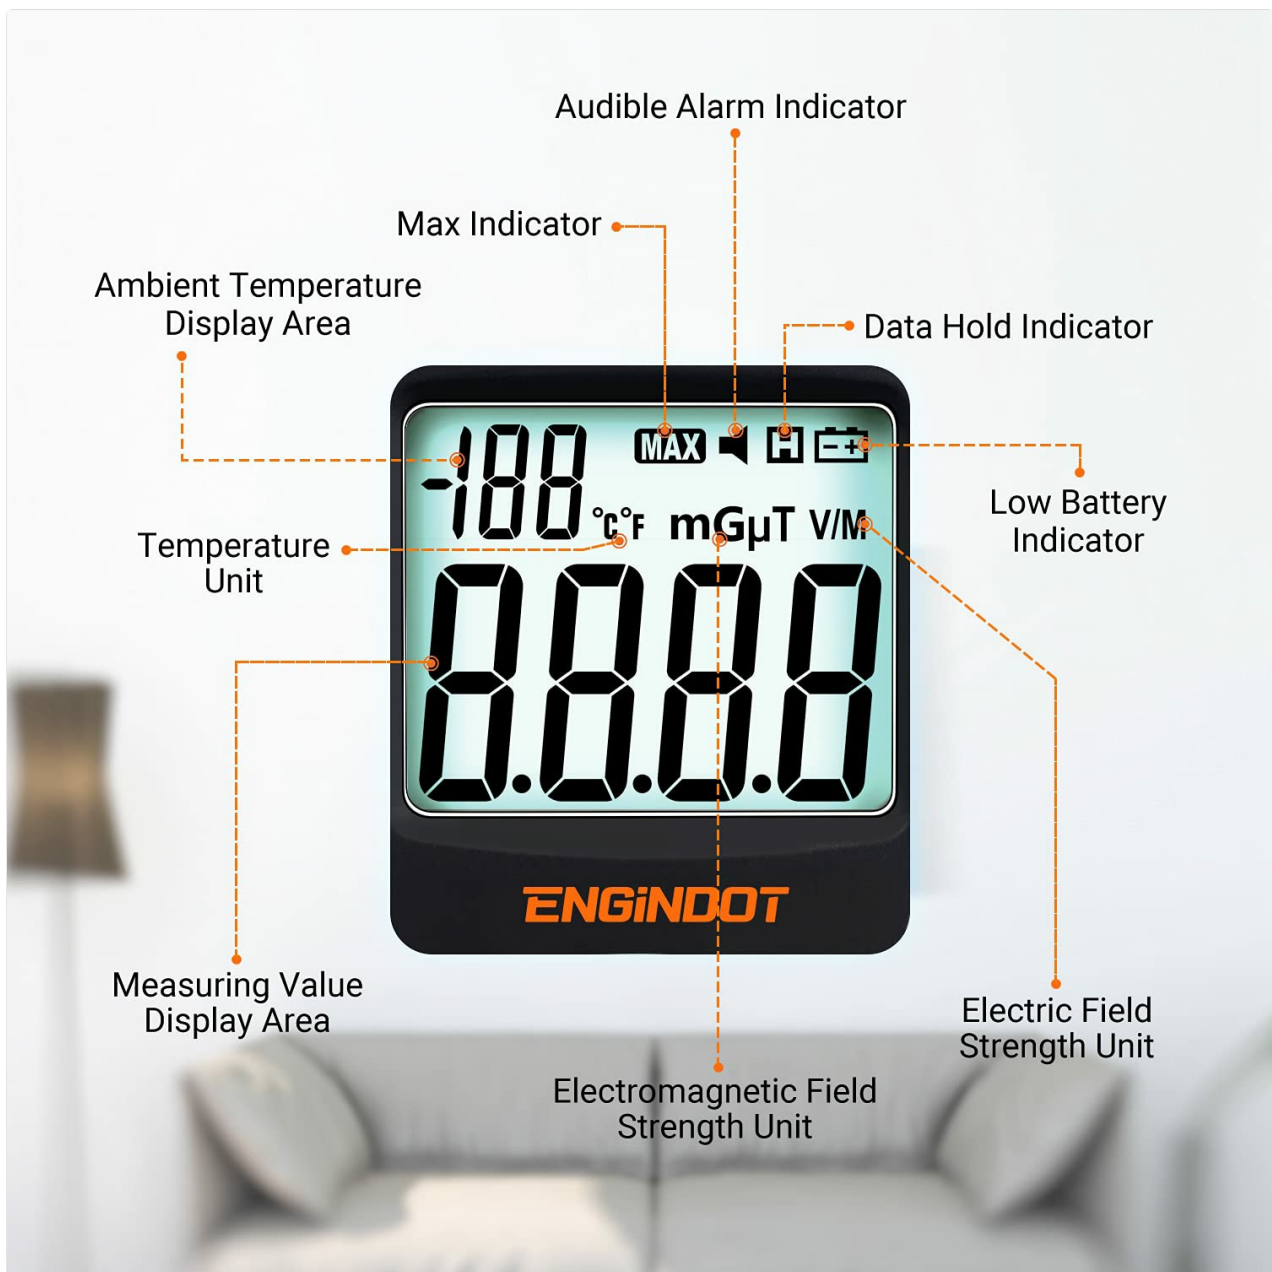 Audible Alarm Indicator
Max Indicator
Ambient Temperature
Display Area
Data Hold Indicator
-188
MAX
H
- +
Low Battery
Indicator
°C°F
mGµT
V/M
Temperature
Unit
8.8.8.8
ENGiNDOT
Measuring Value
Display Area
Electric Field
Strength Unit
Electromagnetic Field
Strength Unit